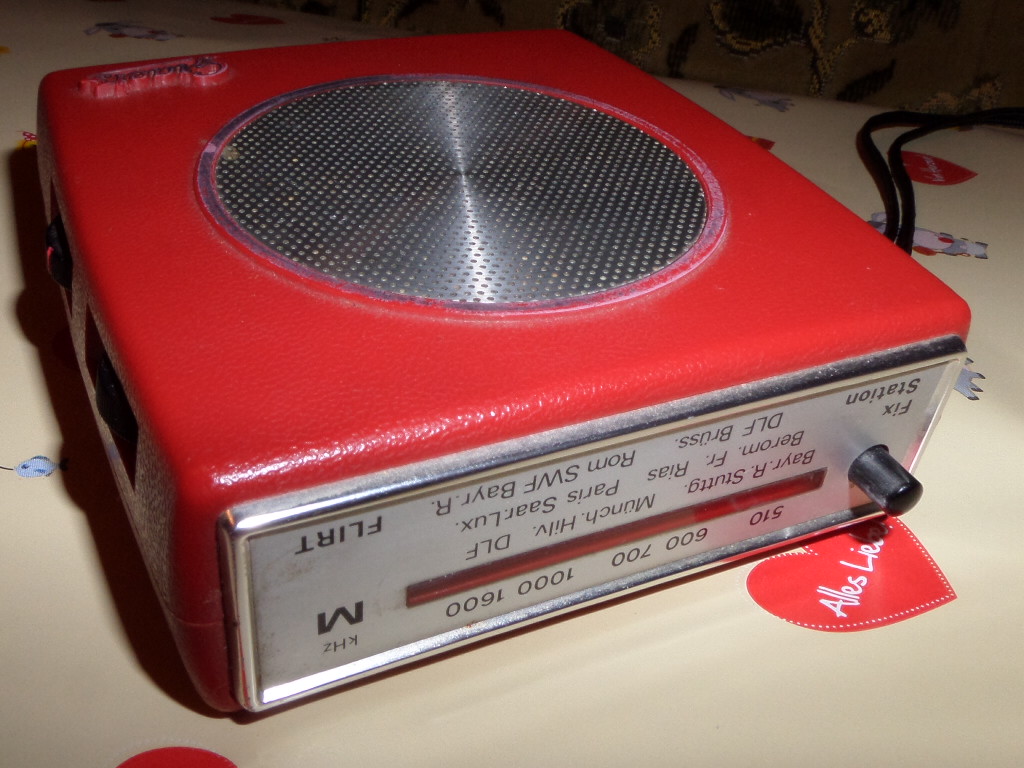 510 600 700 1000 1600 kHz
M
Bayr.R. Stuttg. Münch. Hilv. DLF
Berom. Fr. Rias Paris Saar.Lux.
DLF Brüss. Rom SWF Bayr.R.
Fix
Station
FLIRT
Alles Liebe